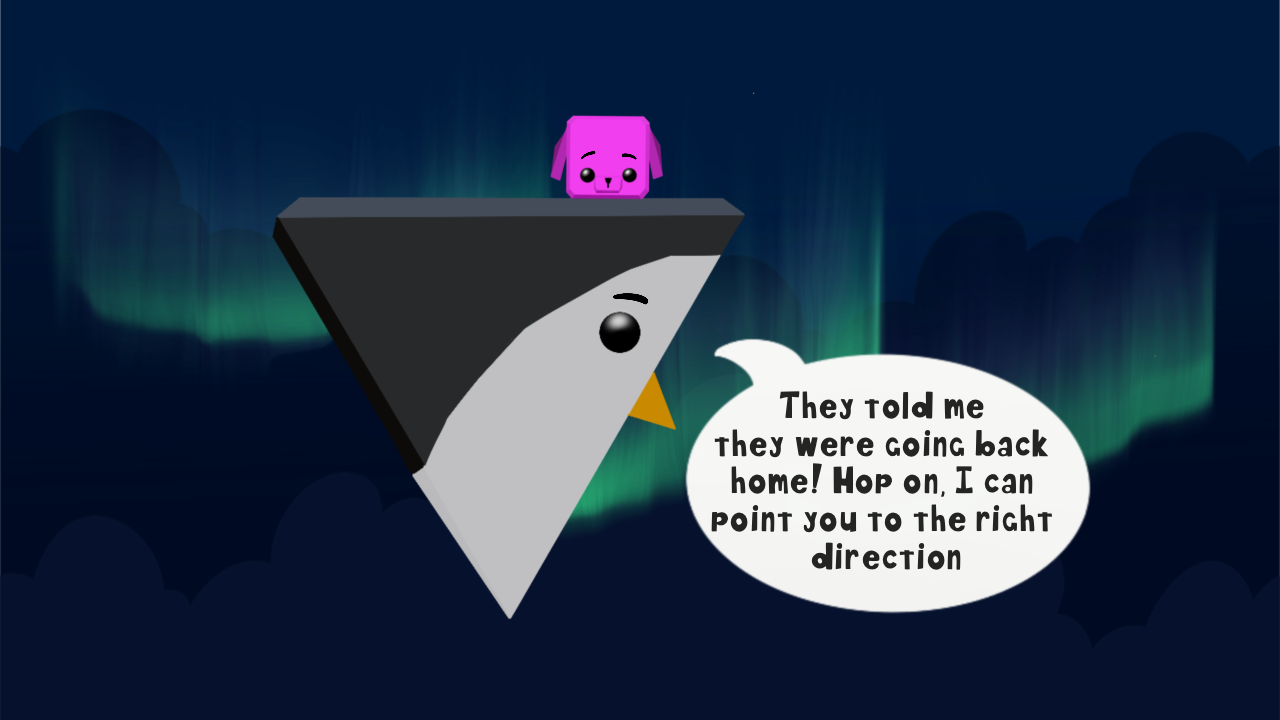 They told me
they were going back
home! Hop on, I can
point you to the right
direction